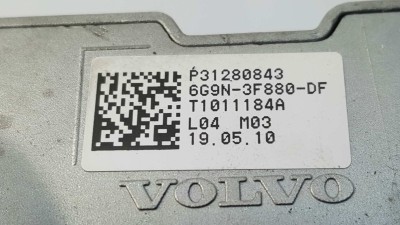 P31280843
6G9N-3F880-DF
T1011184A
L04 M03
19.05.10
VOLVO